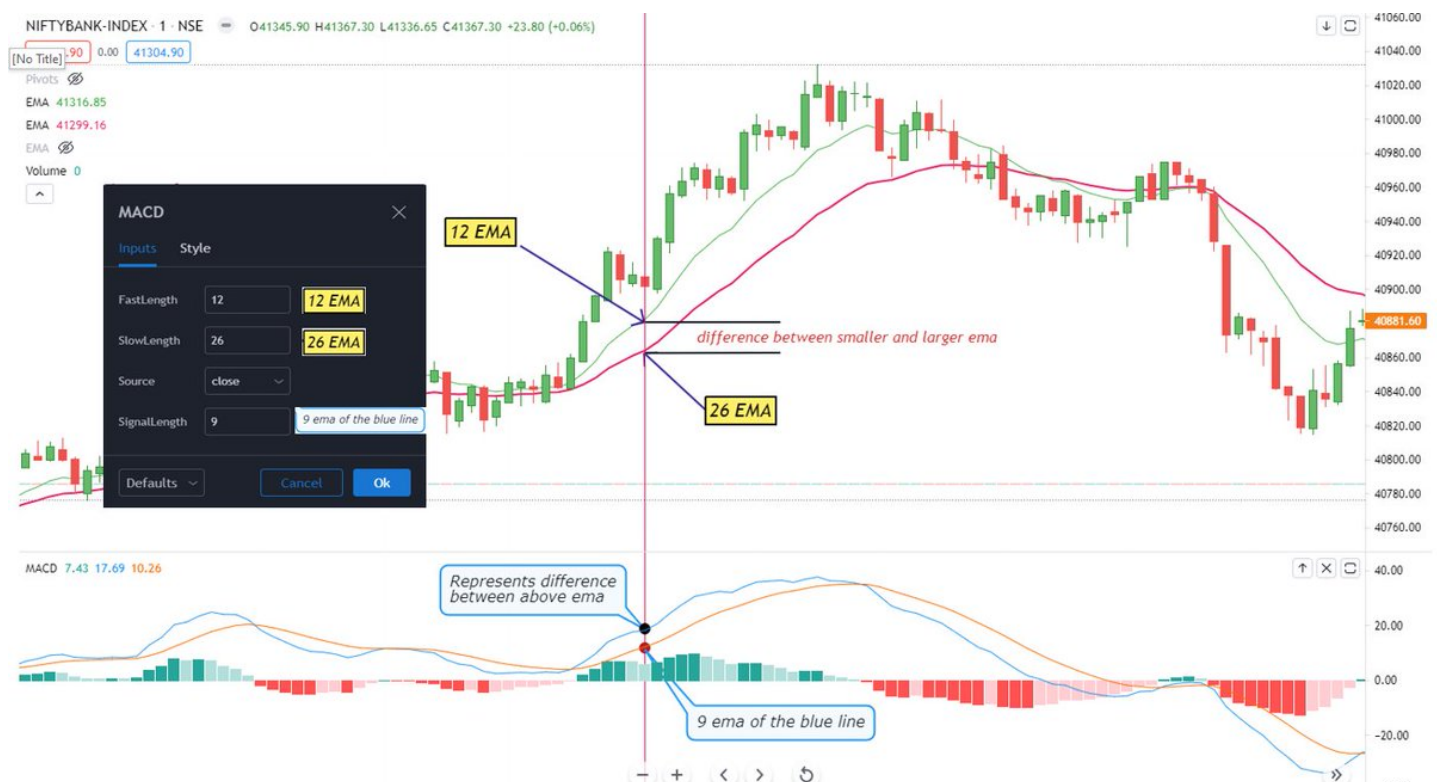 NIFTYBANK-INDEX · 1 · NSE O41345.90 H41367.30 L41336.65 C41367.30 +23.80 (+0.06%)
.90 0.00 41304.90
[No Title]
Pivots
EMA 41316.85
EMA 41299.16
EMA
Volume 0
MACD
Inputs Style
FastLength 12 12 EMA
SlowLength 26 26 EMA
Source close
SignalLength 9 9 ema of the blue line
Defaults Cancel Ok
12 EMA
difference between smaller and larger ema
26 EMA
41060.00
41040.00
41020.00
41000.00
40980.00
40960.00
40940.00
40920.00
40900.00
40881.60
40860.00
40840.00
40820.00
40800.00
40780.00
40760.00
MACD 7.43 17.69 10.26
Represents difference
between above ema
9 ema of the blue line
40.00
20.00
0.00
-20.00